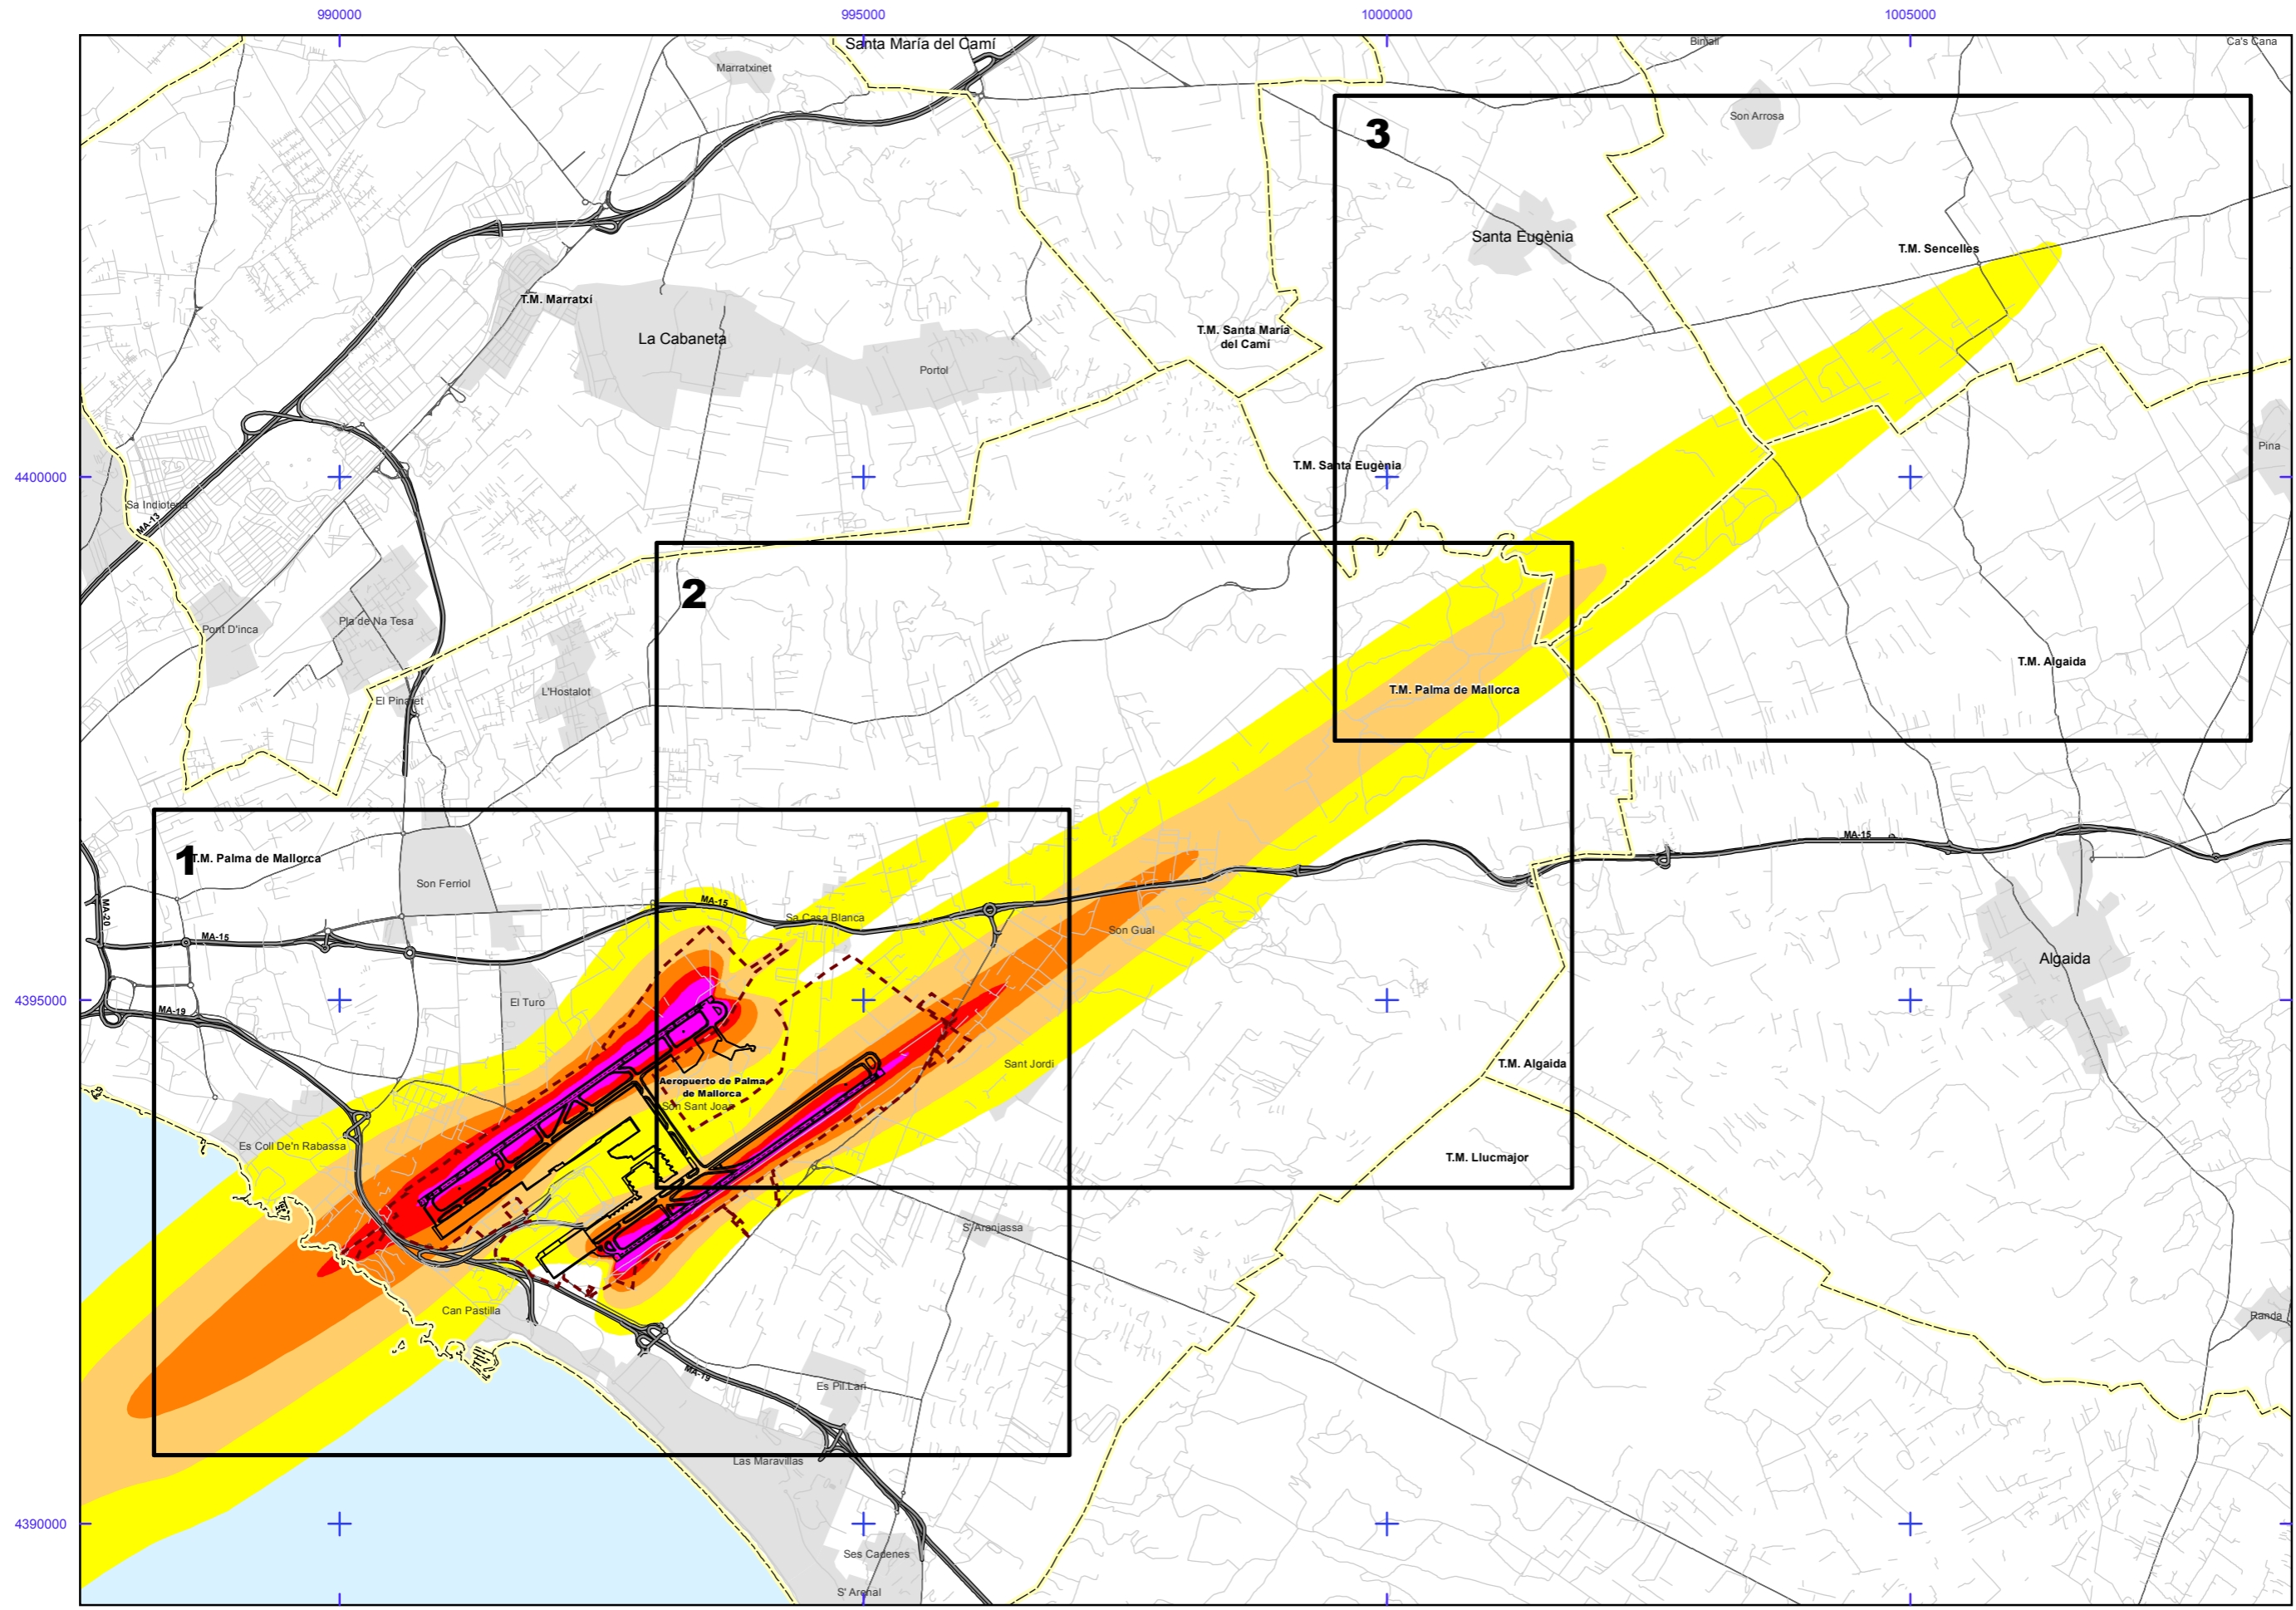 990000
995000
1000000
1005000
Santa María del Camí
Biniali
Ca's Cana
Marratxinet
3
Son Arrosa
Santa Eugènia
T.M. Sencelles
T.M. Marratxí
La Cabaneta
T.M. Santa María
del Camí
Portol
Pina
T.M. Santa Eugènia
4400000
Sa Indioteria
MA-13
2
Pont D'inca
Pla de Na Tesa
T.M. Algaida
L'Hostalot
T.M. Palma de Mallorca
El Pinaret
MA-15
1
T.M. Palma de Mallorca
Son Ferriol
MA-20
MA-15
Sa Casa Blanca
Son Gual
MA-15
Algaida
4395000
El Turo
MA-19
Sant Jordi
T.M. Algaida
Aeropuerto de Palma
de Mallorca
Son Sant Joan
Es Coll De'n Rabassa
T.M. Llucmajor
S'Aranjassa
Can Pastilla
Randa
MA-19
Es Pil.Lari
Las Maravillas
4390000
Ses Cadenes
S' Arenal